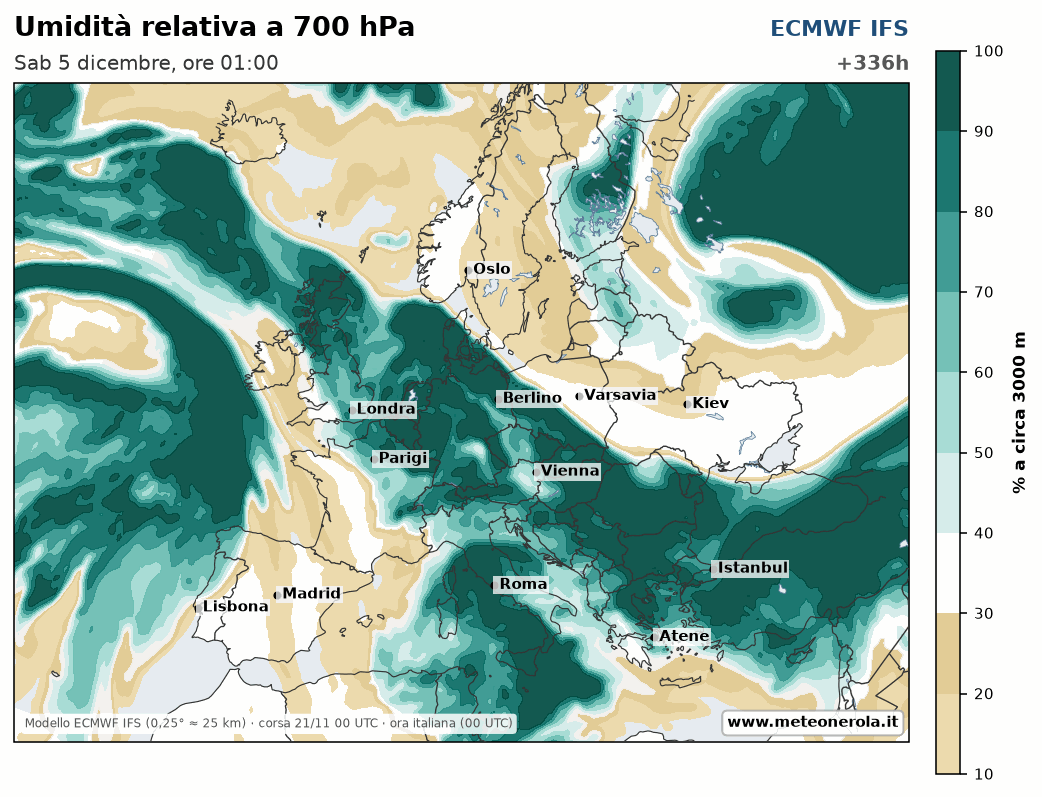 Umidità relativa a 700 hPa
ECMWF IFS
Sab 5 dicembre, ore 01:00
+336h
100
90
80
70
60
50
40
30
20
10
% a circa 3000 m
Oslo
Berlino
Varsavia
Kiev
Londra
Parigi
Vienna
Istanbul
Roma
Madrid
Lisbona
Atene
Modello ECMWF IFS (0,25° ≈ 25 km) · corsa 21/11 00 UTC · ora italiana (00 UTC)
www.meteonerola.it